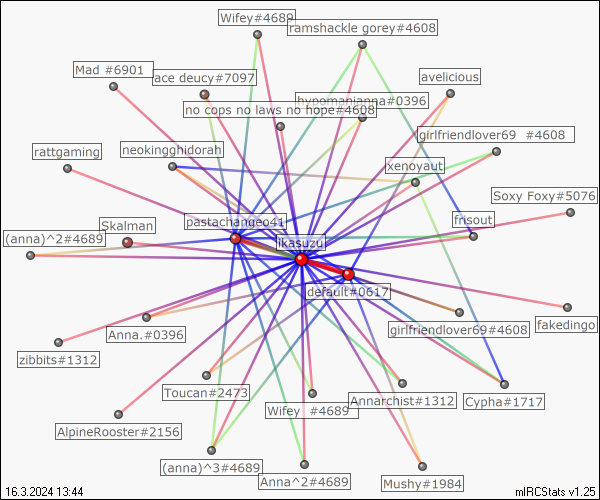 Wifey#4689
ramshackle gorey#4608
Mad #6901
ace deucy#7097
avelicious
hypomanianna#0396
no cops no laws no hope#4608
girlfriendlover69 #4608
rattgaming
neokingghidorah
xenoyaut
Soxy Foxy#5076
pastachangeo41
frisout
Skalman
(anna)^2#4689
ikasuzu
default#0617
fakedingo
Anna.#0396
girlfriendlover69#4608
zibbits#1312
Toucan#2473
Annarchist#1312
Cypha#1717
Wifey #4689
AlpineRooster#2156
(anna)^3#4689
Anna^2#4689
Mushy#1984
16.3.2024 13:44
mIRCStats v1.25